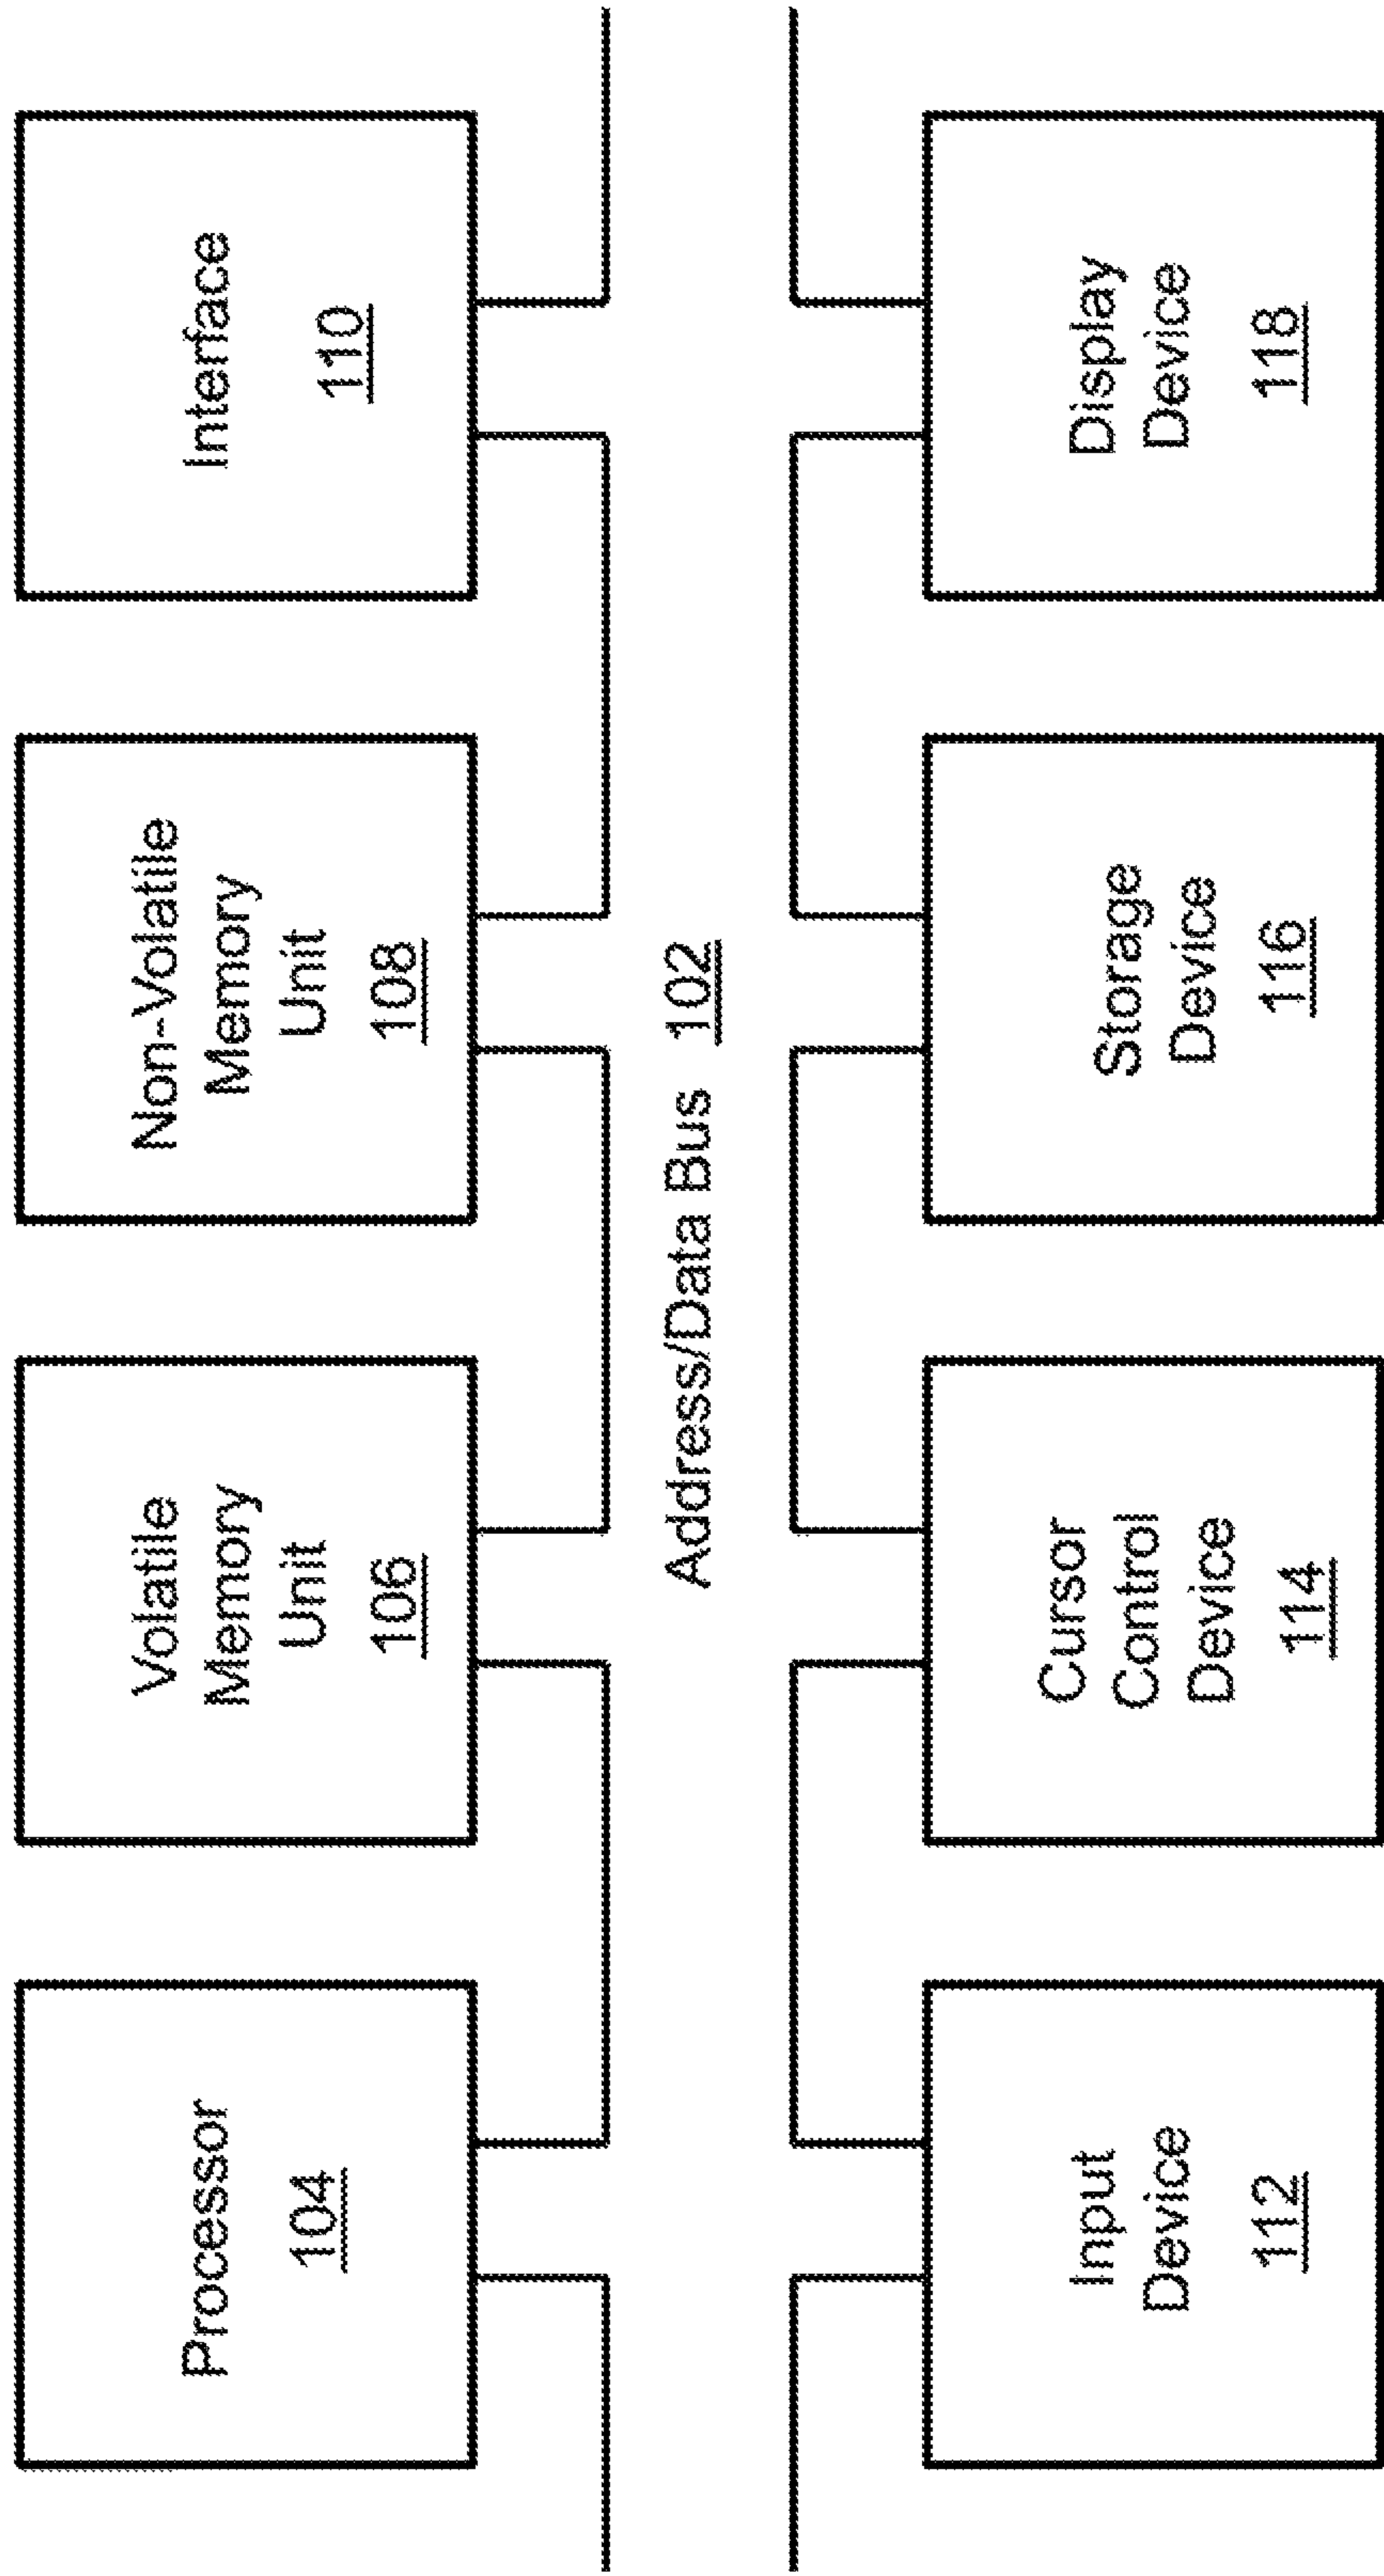 Processor
104
Volatile
Memory
Unit
106
Non-Volatile
Memory
Unit
108
Interface
110
Address/Data Bus 102
Input
Device
112
Cursor
Control
Device
114
Storage
Device
116
Display
Device
118